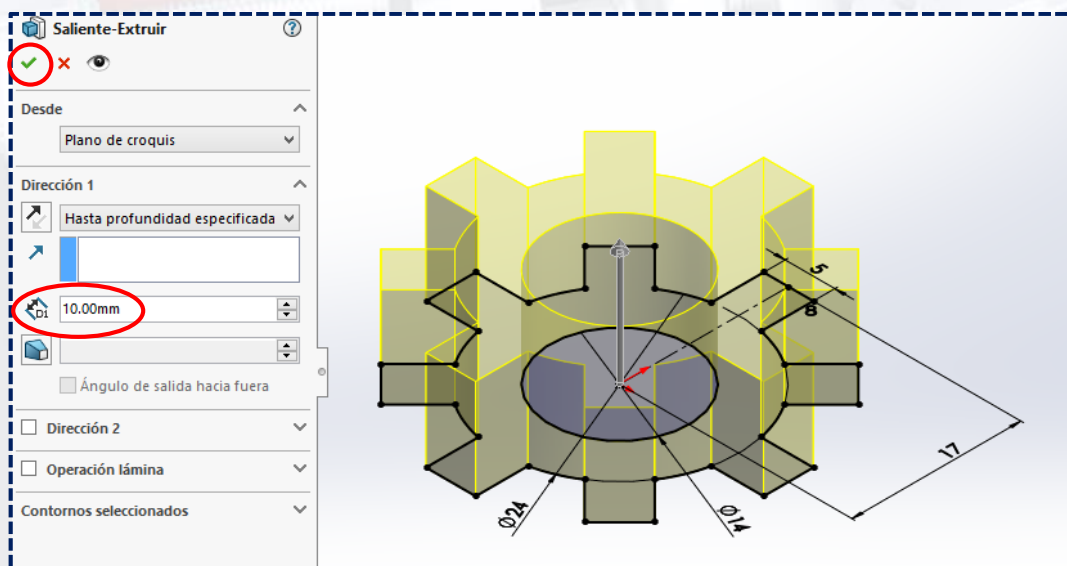 Saliente-Extruir
Desde
Plano de croquis
Dirección 1
Hasta profundidad especificada
D1
10.00mm
Ángulo de salida hacia fuera
Dirección 2
Operación lámina
Contornos seleccionados
5
8
17
Ø24
Ø14